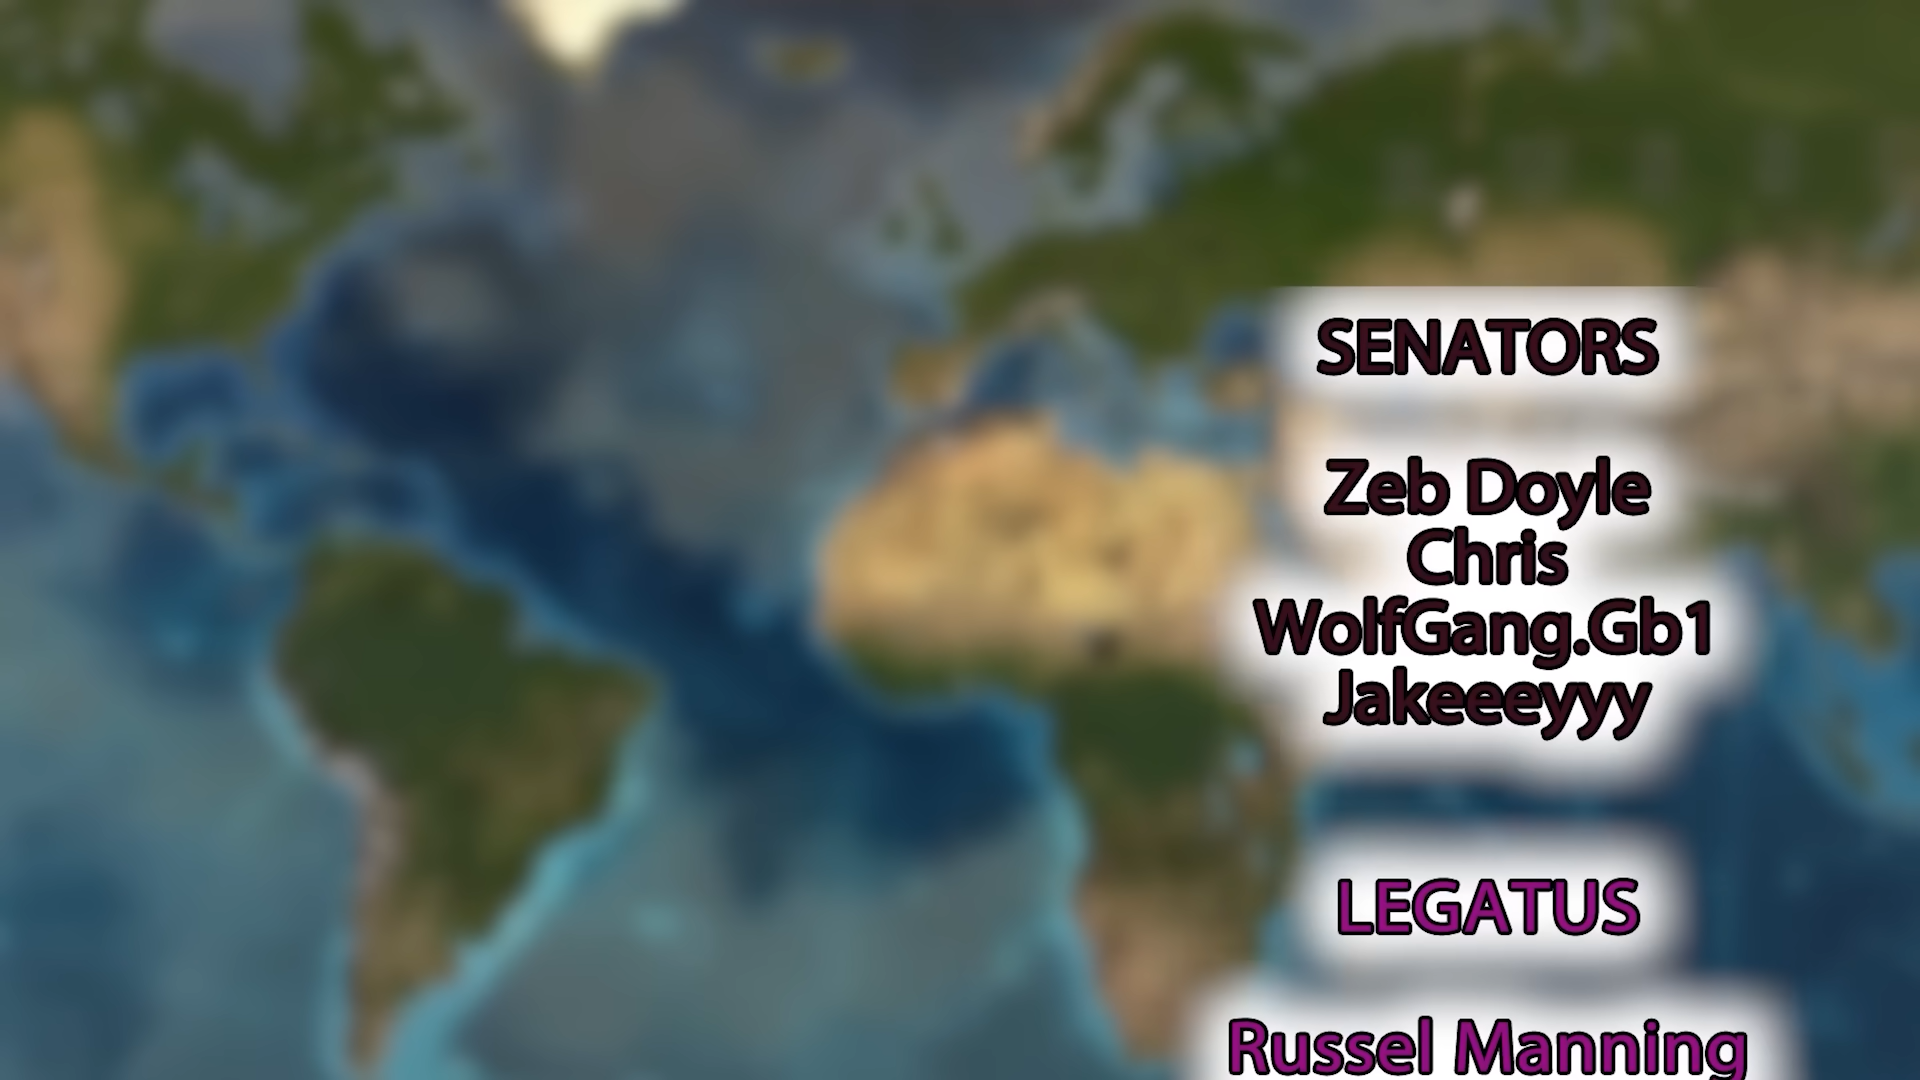 SENATORS
Zeb Doyle
Chris
WolfGang.Gb1
Jakeeeyyy
LEGATUS
Russel Manning